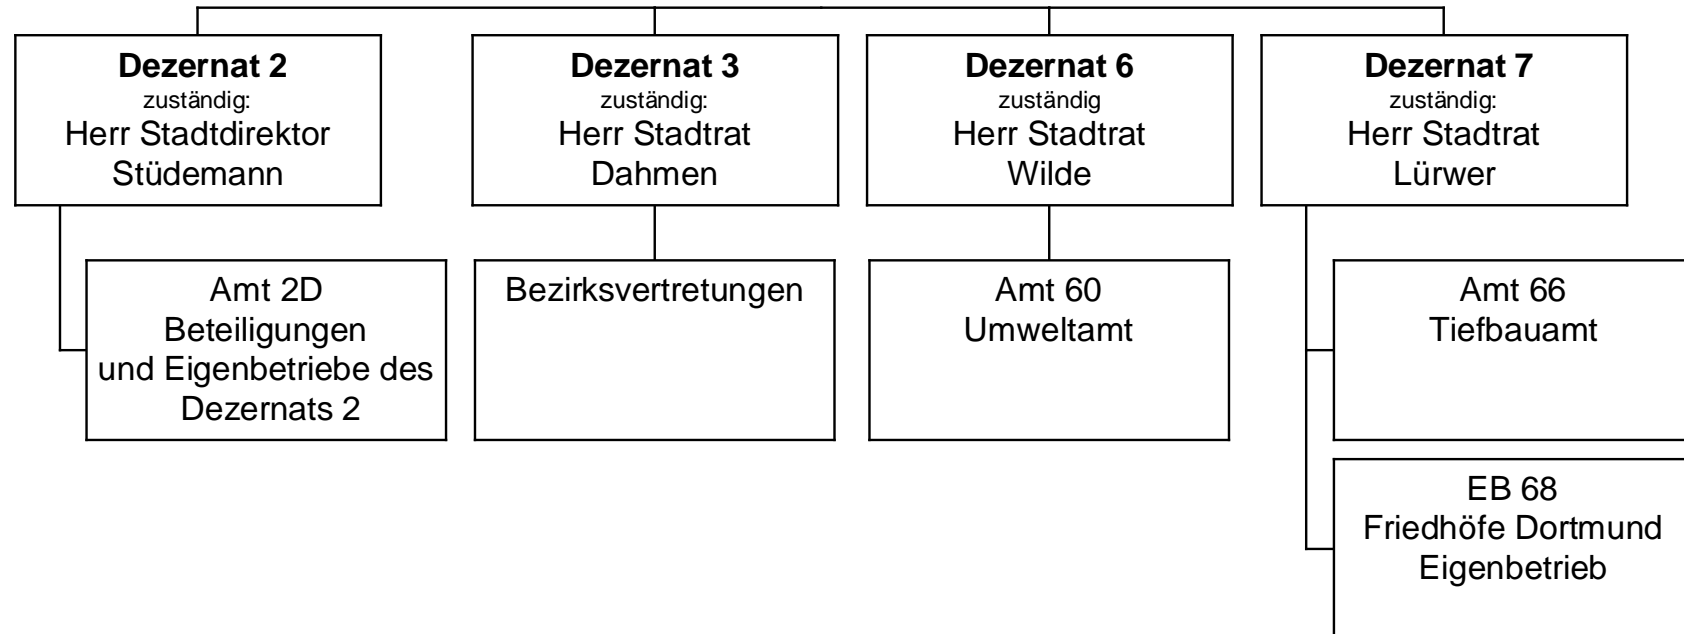 Dezernat 2
zuständig:
Herr Stadtdirektor
Stüdemann
Dezernat 3
zuständig:
Herr Stadtrat
Dahmen
Dezernat 6
zuständig
Herr Stadtrat
Wilde
Dezernat 7
zuständig:
Herr Stadtrat
Lürwer
Amt 2D
Beteiligungen
und Eigenbetriebe des
Dezernats 2
Bezirksvertretungen
Amt 60
Umweltamt
Amt 66
Tiefbauamt
EB 68
Friedhöfe Dortmund
Eigenbetrieb